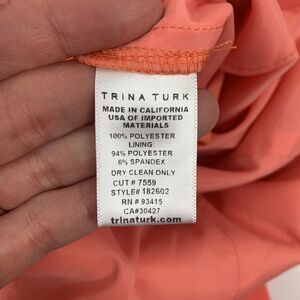 TRINA TURK
MADE IN CALIFORNIA
USA OF IMPORTED
MATERIALS
100% POLYESTER
LINING:
94% POLYESTER
6% SPANDEX
DRY CLEAN ONLY
CUT # 7559
STYLE# 182602
RN # 93415
CA#30427
trinaturk.com